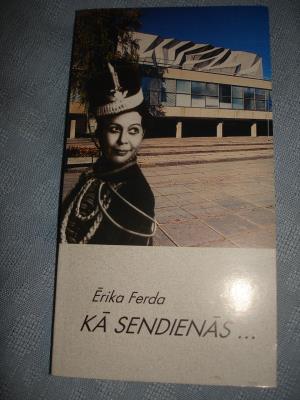 Ērika Ferda
KĀ SENDIENĀS...